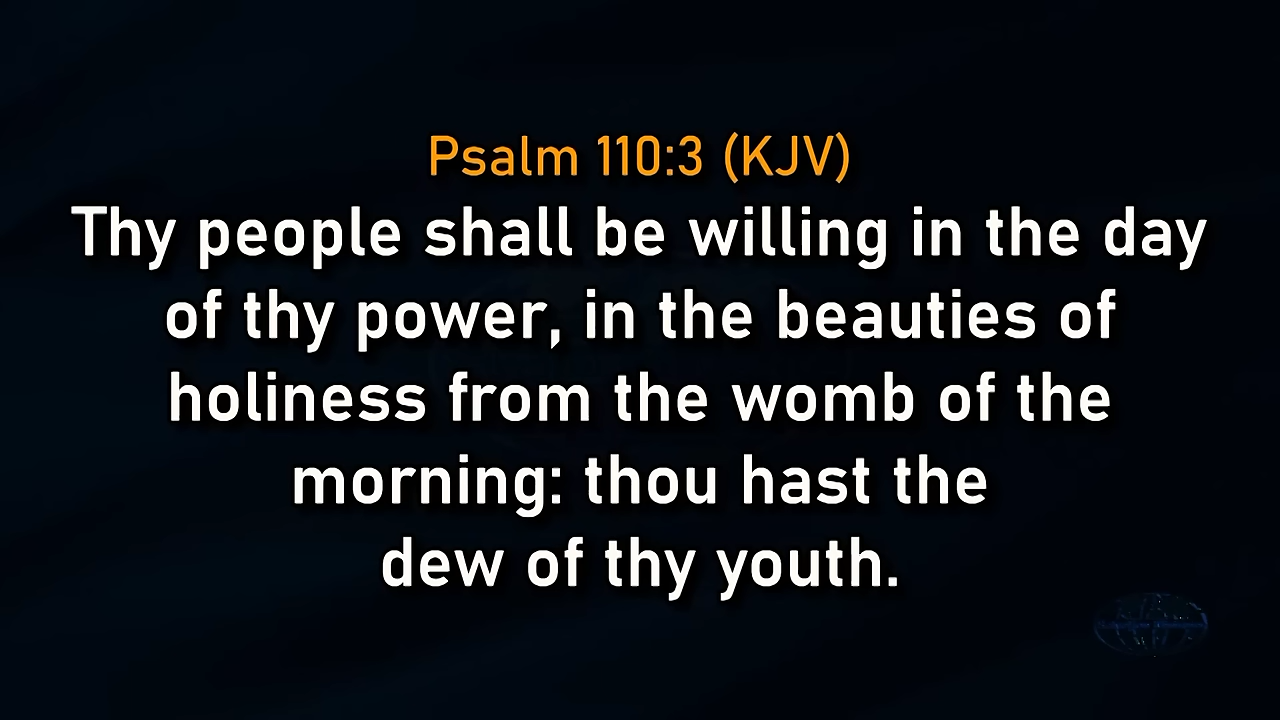 Psalm 110:3 (KJV)
Thy people shall be willing in the day
of thy power, in the beauties of
holiness from the womb of the
morning: thou hast the
dew of thy youth.